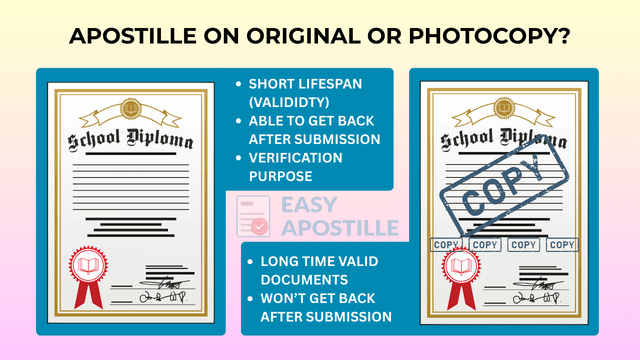 APOSTILLE ON ORIGINAL OR PHOTOCOPY?
School Diploma
• SHORT LIFESPAN
(VALIDIDTY)
• ABLE TO GET BACK
AFTER SUBMISSION
• VERIFICATION
PURPOSE
EASY
APOSTILLE
• LONG TIME VALID
DOCUMENTS
• WON'T GET BACK
AFTER SUBMISSION
School Diploma
COPY
COPY COPY COPY COPY